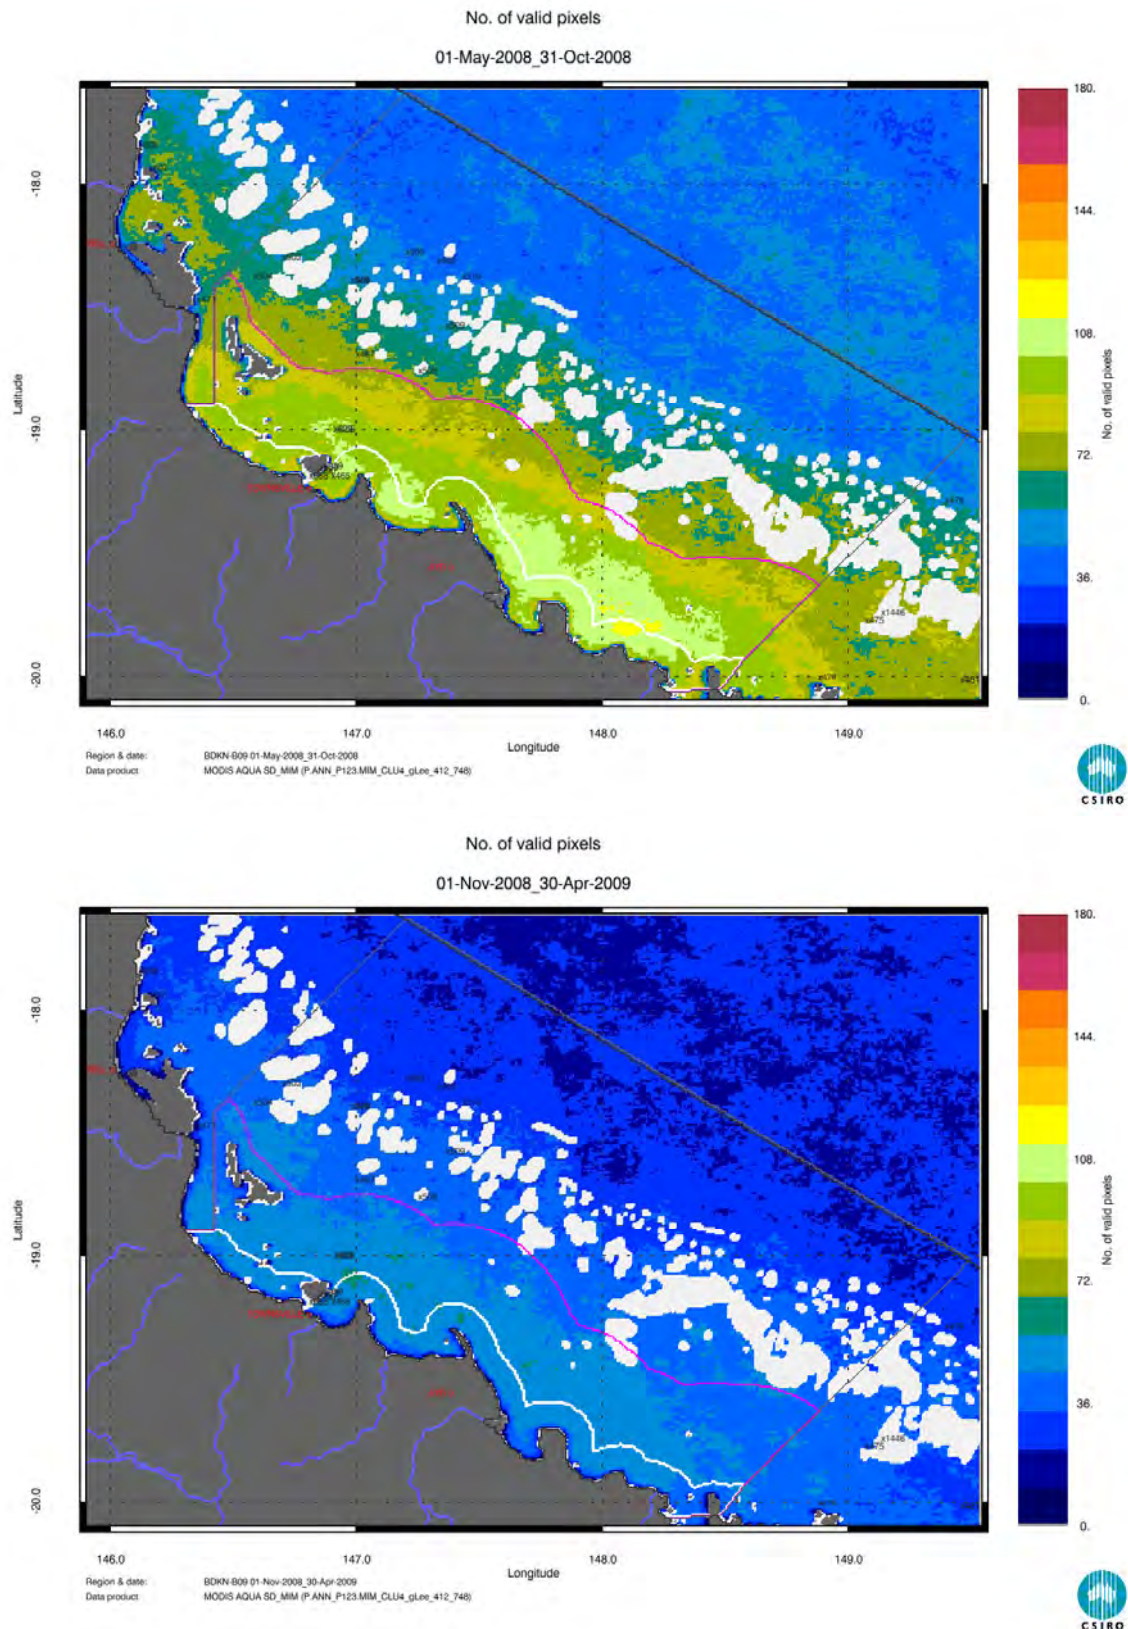 No. of valid pixels
01-May-2008_31-Oct-2008
180.
144.
108.
72.
36.
0.
No. of valid pixels
-18.0
-19.0
-20.0
Latitude
x1446
146.0
147.0
148.0
149.0
Longitude
Region & date:
BDKN-B09 01-May-2008_31-Oct-2008
Data product
MODIS AQUA SD_MIM (P.ANN_P123.MIM_CLU4_gLee_412_748)
CSIRO
No. of valid pixels
01-Nov-2008_30-Apr-2009
180.
144.
108.
72.
36.
0.
No. of valid pixels
-18.0
-19.0
-20.0
Latitude
x1446
146.0
147.0
148.0
149.0
Longitude
Region & date:
BDKN-B09 01-Nov-2008_30-Apr-2009
Data product
MODIS AQUA SD_MIM (P.ANN_P123.MIM_CLU4_gLee_412_748)
CSIRO